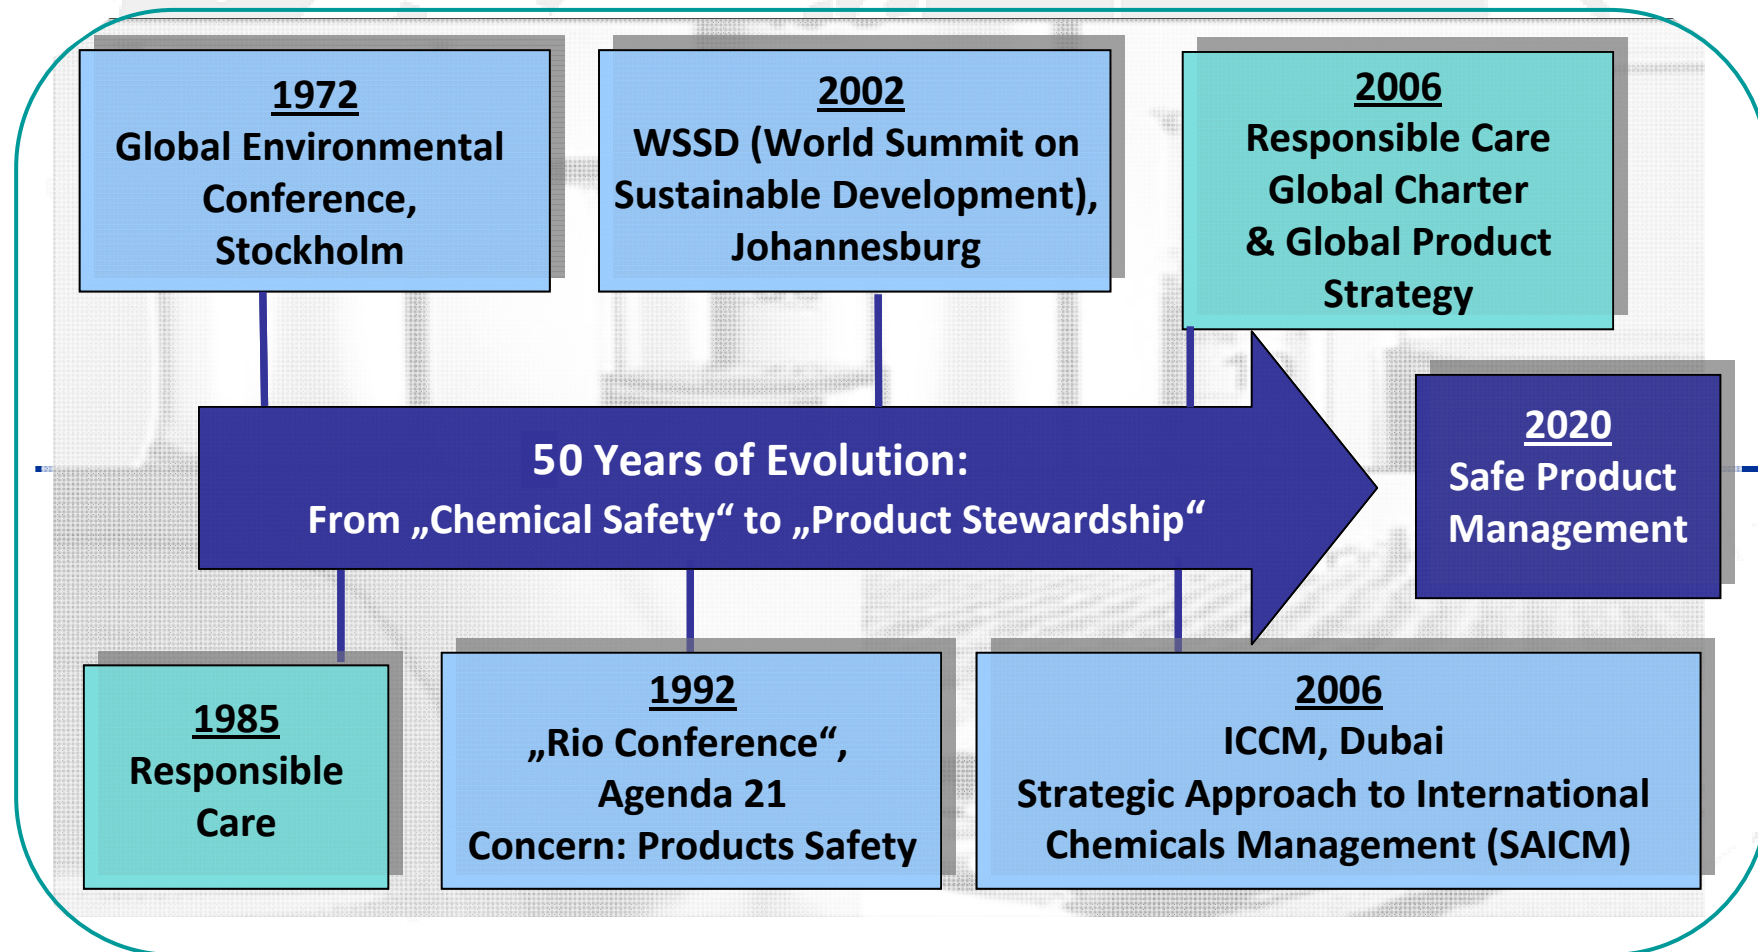 1972
Global Environmental
Conference,
Stockholm
2002
WSSD (World Summit on
Sustainable Development),
Johannesburg
2006
Responsible Care
Global Charter
& Global Product
Strategy
50 Years of Evolution:
From „Chemical Safety“ to „Product Stewardship“
2020
Safe Product
Management
1985
Responsible
Care
1992
„Rio Conference“,
Agenda 21
Concern: Products Safety
2006
ICCM, Dubai
Strategic Approach to International
Chemicals Management (SAICM)